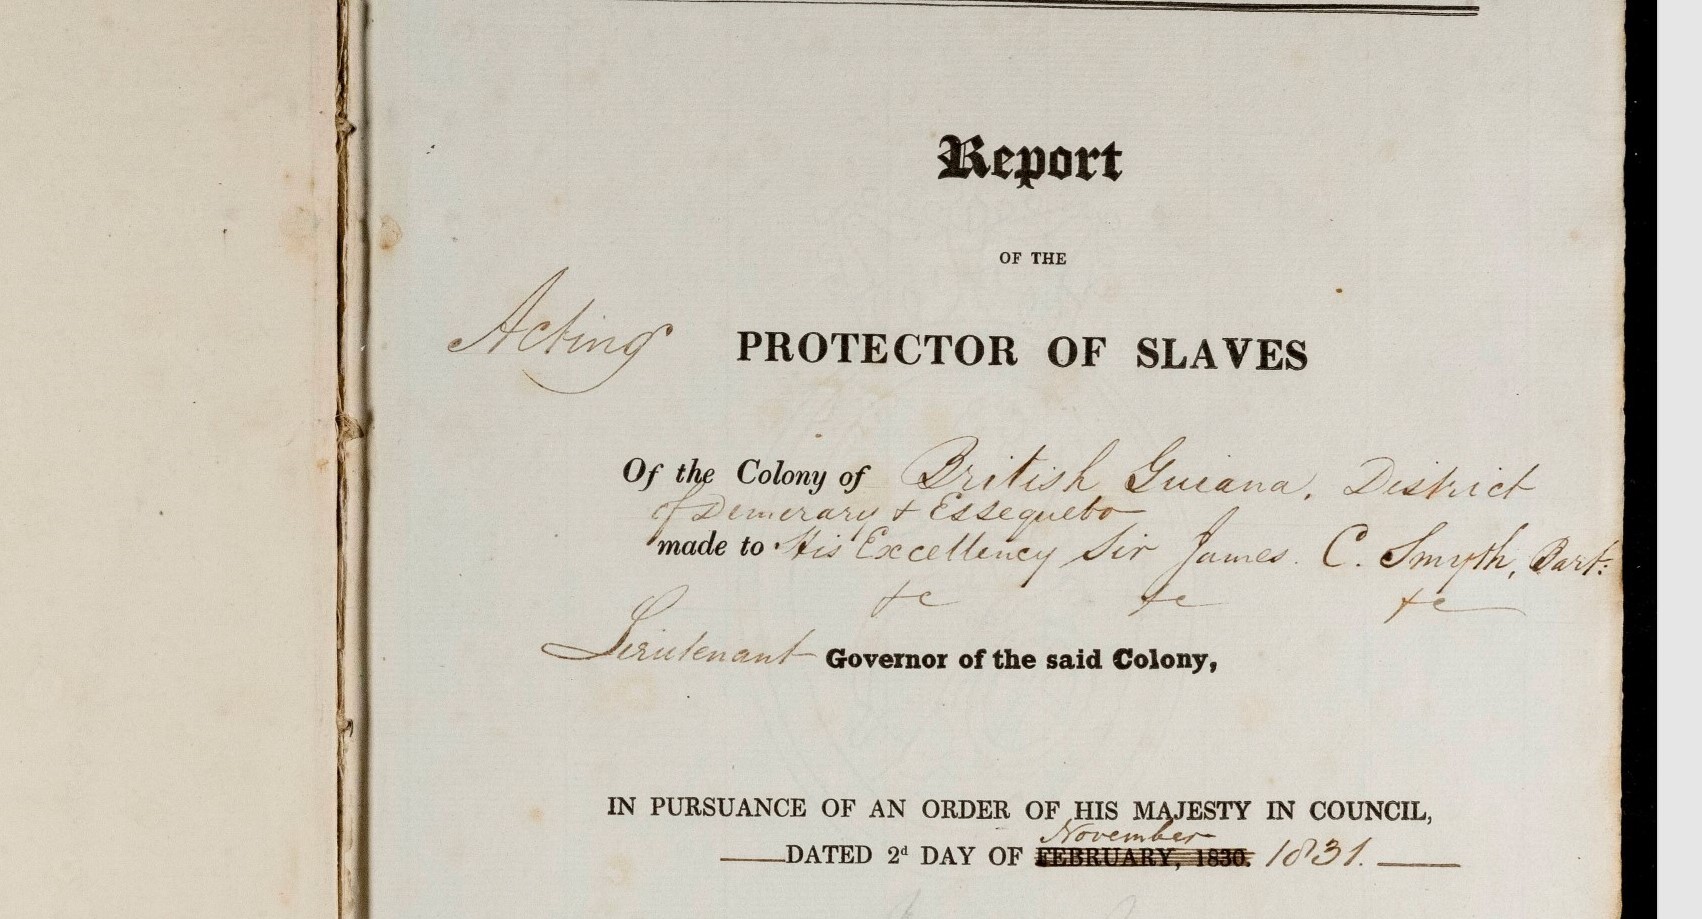 Report
OF THE
Acting PROTECTOR OF SLAVES
Of the Colony of British Guiana, District
of Demerary & Essequebo
made to His Excellency Sir James. C. Smyth, Bart:
&c &c &c
Lieutenant Governor of the said Colony,
IN PURSUANCE OF AN ORDER OF HIS MAJESTY IN COUNCIL,
November
DATED 2d DAY OF FEBRUARY, 1830. 1831.